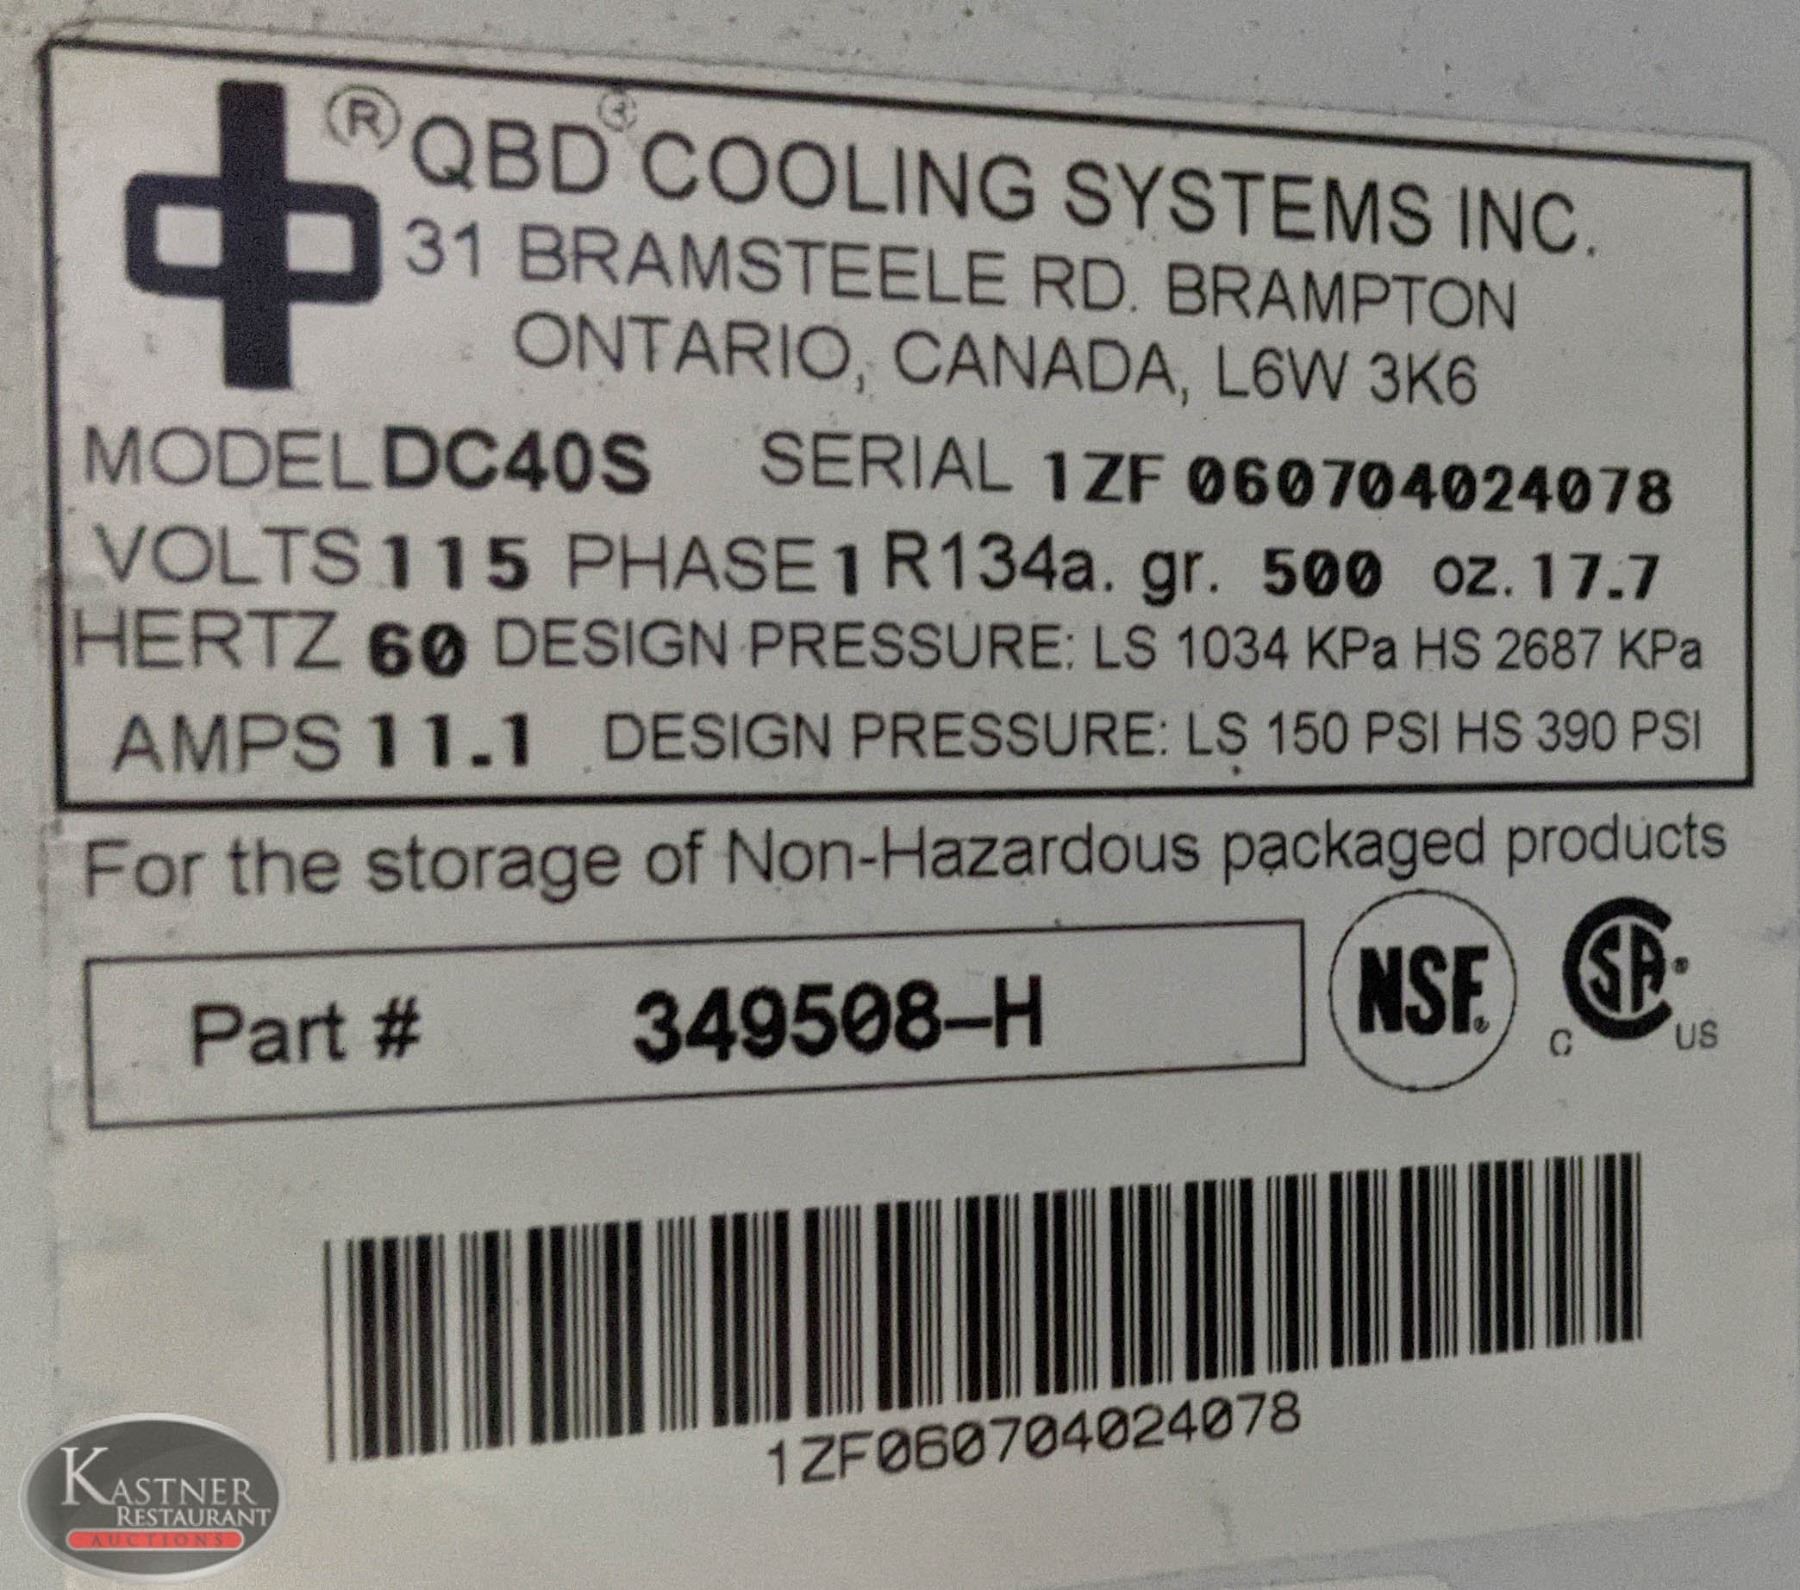 ® QBD® COOLING SYSTEMS INC.
31 BRAMSTEELE RD. BRAMPTON
ONTARIO, CANADA, L6W 3K6
MODEL DC40S SERIAL 1ZF 060704024078
VOLTS 115 PHASE 1 R134a. gr. 500 oz. 17.7
HERTZ 60 DESIGN PRESSURE: LS 1034 KPa HS 2687 KPa
AMPS 11.1 DESIGN PRESSURE: LS 150 PSI HS 390 PSI
For the storage of Non-Hazardous packaged products
Part # 349508-H
NSF®
C SA® US
1ZF060704024078
KASTNER
RESTAURANT
AUCTIONS